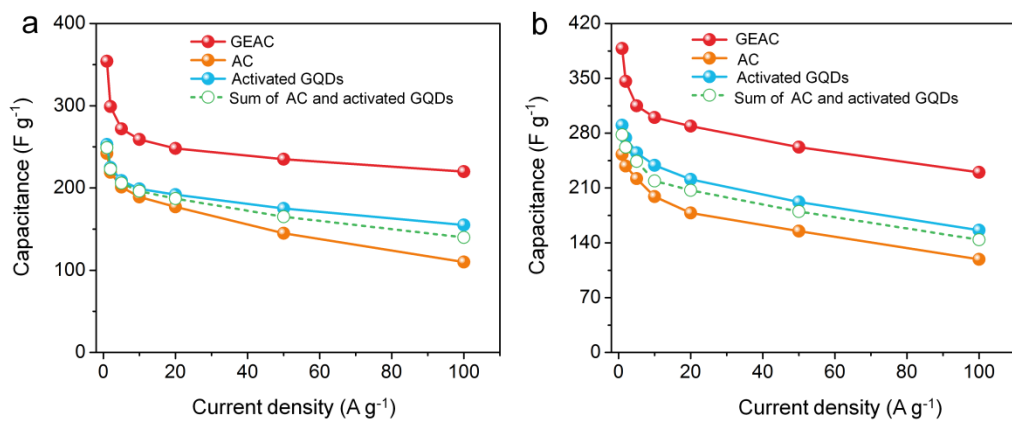 a
400
300
200
100
0
Capacitance (F g⁻¹)
GEAC
AC
Activated GQDs
Sum of AC and activated GQDs
0 20 40 60 80 100
Current density (A g⁻¹)
b
420
350
280
210
140
70
0
Capacitance (F g⁻¹)
GEAC
AC
Activated GQDs
Sum of AC and activated GQDs
0 20 40 60 80 100
Current density (A g⁻¹)